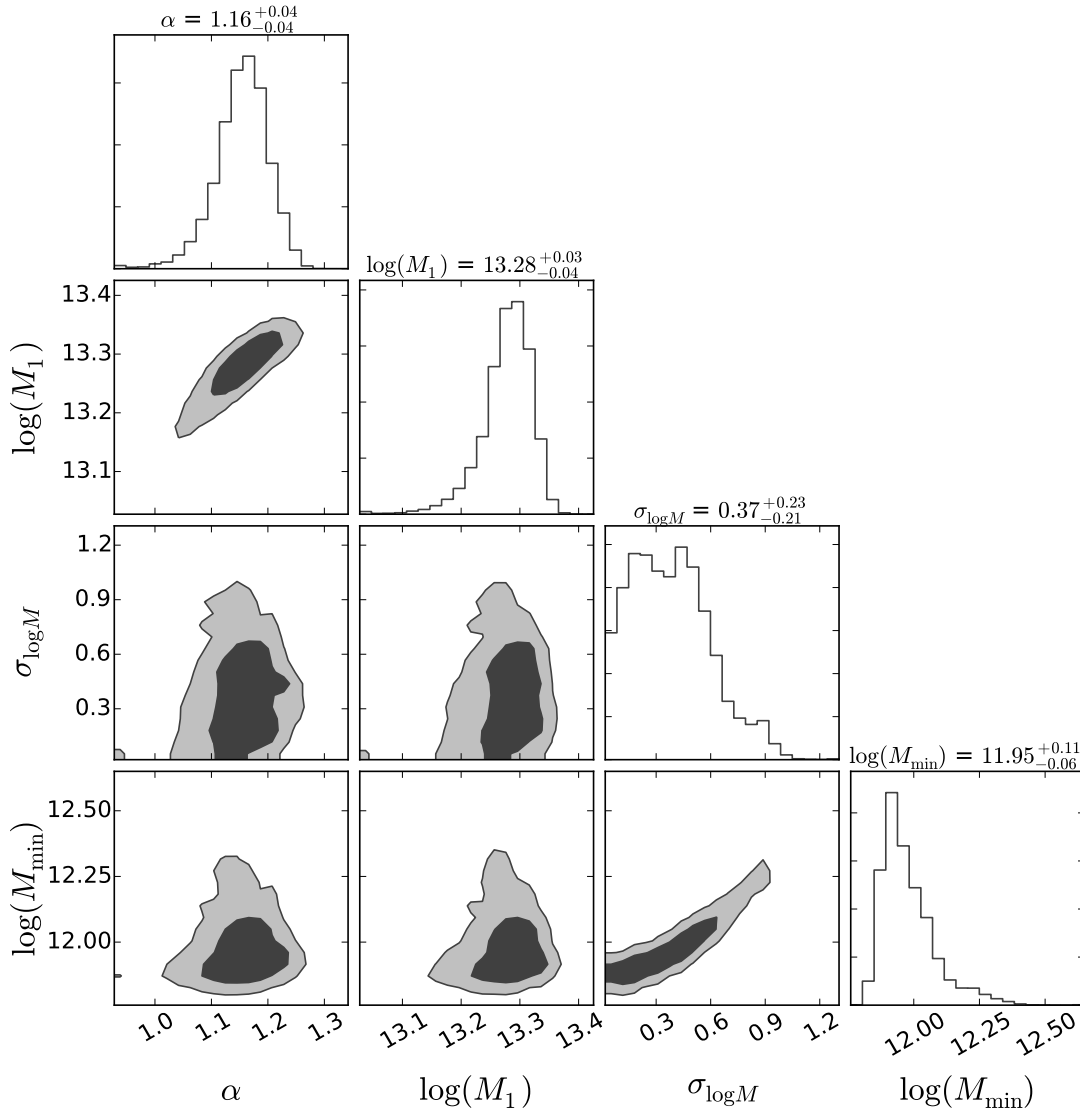 α = 1.16 +0.04 −0.04
log(M1) = 13.28 +0.03 −0.04
13.4
13.3
13.2
13.1
log(M1)
σlogM = 0.37 +0.23 −0.21
1.2
0.9
0.6
0.3
σlogM
log(Mmin) = 11.95 +0.11 −0.06
12.50
12.25
12.00
log(Mmin)
1.0 1.1 1.2 1.3
13.1 13.2 13.3 13.4
0.3 0.6 0.9 1.2
12.00 12.25 12.50
α log(M1) σlogM log(Mmin)